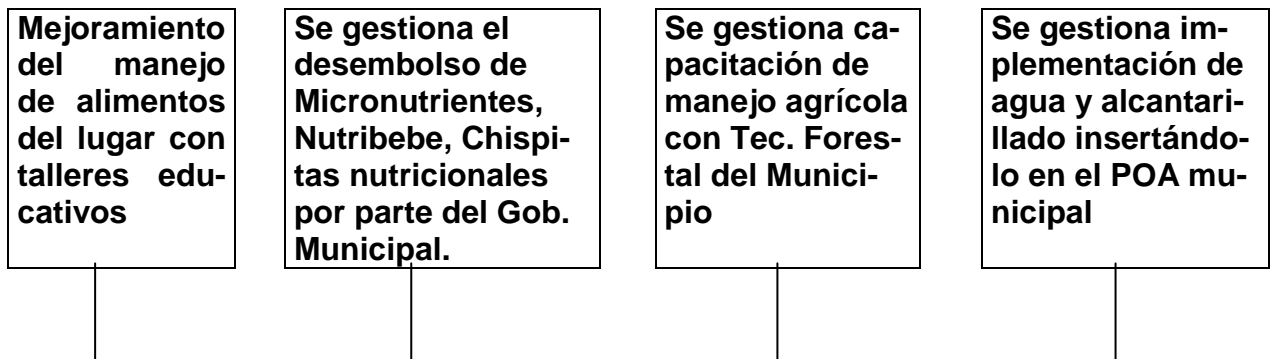 Mejoramiento
del manejo
de alimentos
del lugar con
talleres edu-
cativos
Se gestiona el
desembolso de
Micronutrientes,
Nutribebe, Chispi-
tas nutricionales
por parte del Gob.
Municipal.
Se gestiona ca-
pacitación de
manejo agrícola
con Tec. Fores-
tal del Munici-
pio
Se gestiona im-
plementación de
agua y alcantari-
llado insertándo-
lo en el POA mu-
nicipal